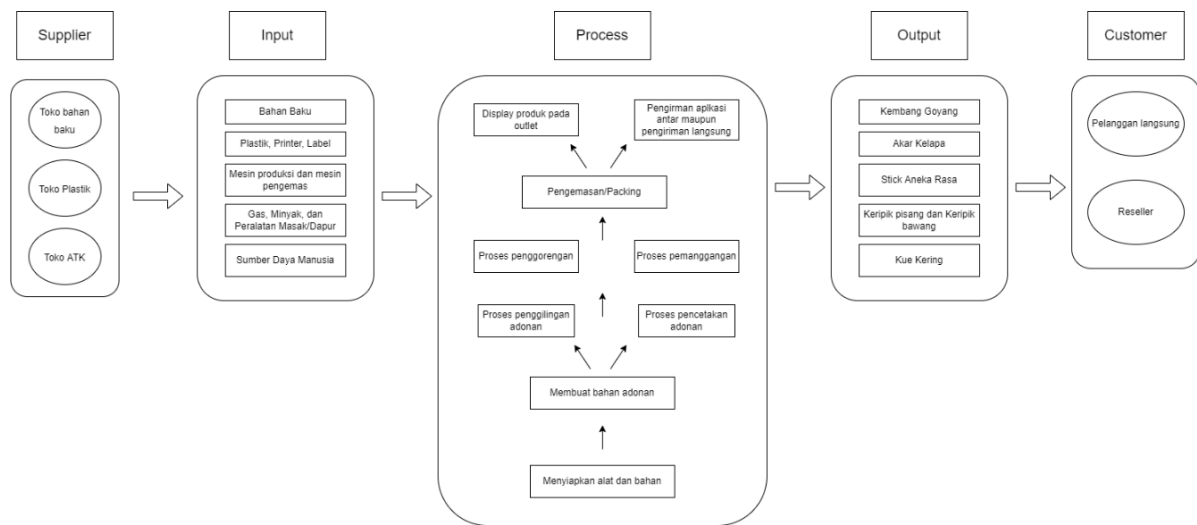 Supplier
Input
Process
Output
Customer
Toko bahan
baku
Toko Plastik
Toko ATK
Bahan Baku
Plastik, Printer, Label
Mesin produksi dan mesin
pengemas
Gas, Minyak, dan
Peralatan Masak/Dapur
Sumber Daya Manusia
Display produk pada
outlet
Pengirman aplkasi
antar maupun
pengiriman langsung
Pengemasan/Packing
Proses penggorengan
Proses pemanggangan
Proses penggilingan
adonan
Proses pencetakan
adonan
Membuat bahan adonan
Menyiapkan alat dan bahan
Kembang Goyang
Akar Kelapa
Stick Aneka Rasa
Keripik pisang dan Keripik
bawang
Kue Kering
Pelanggan langsung
Reseller